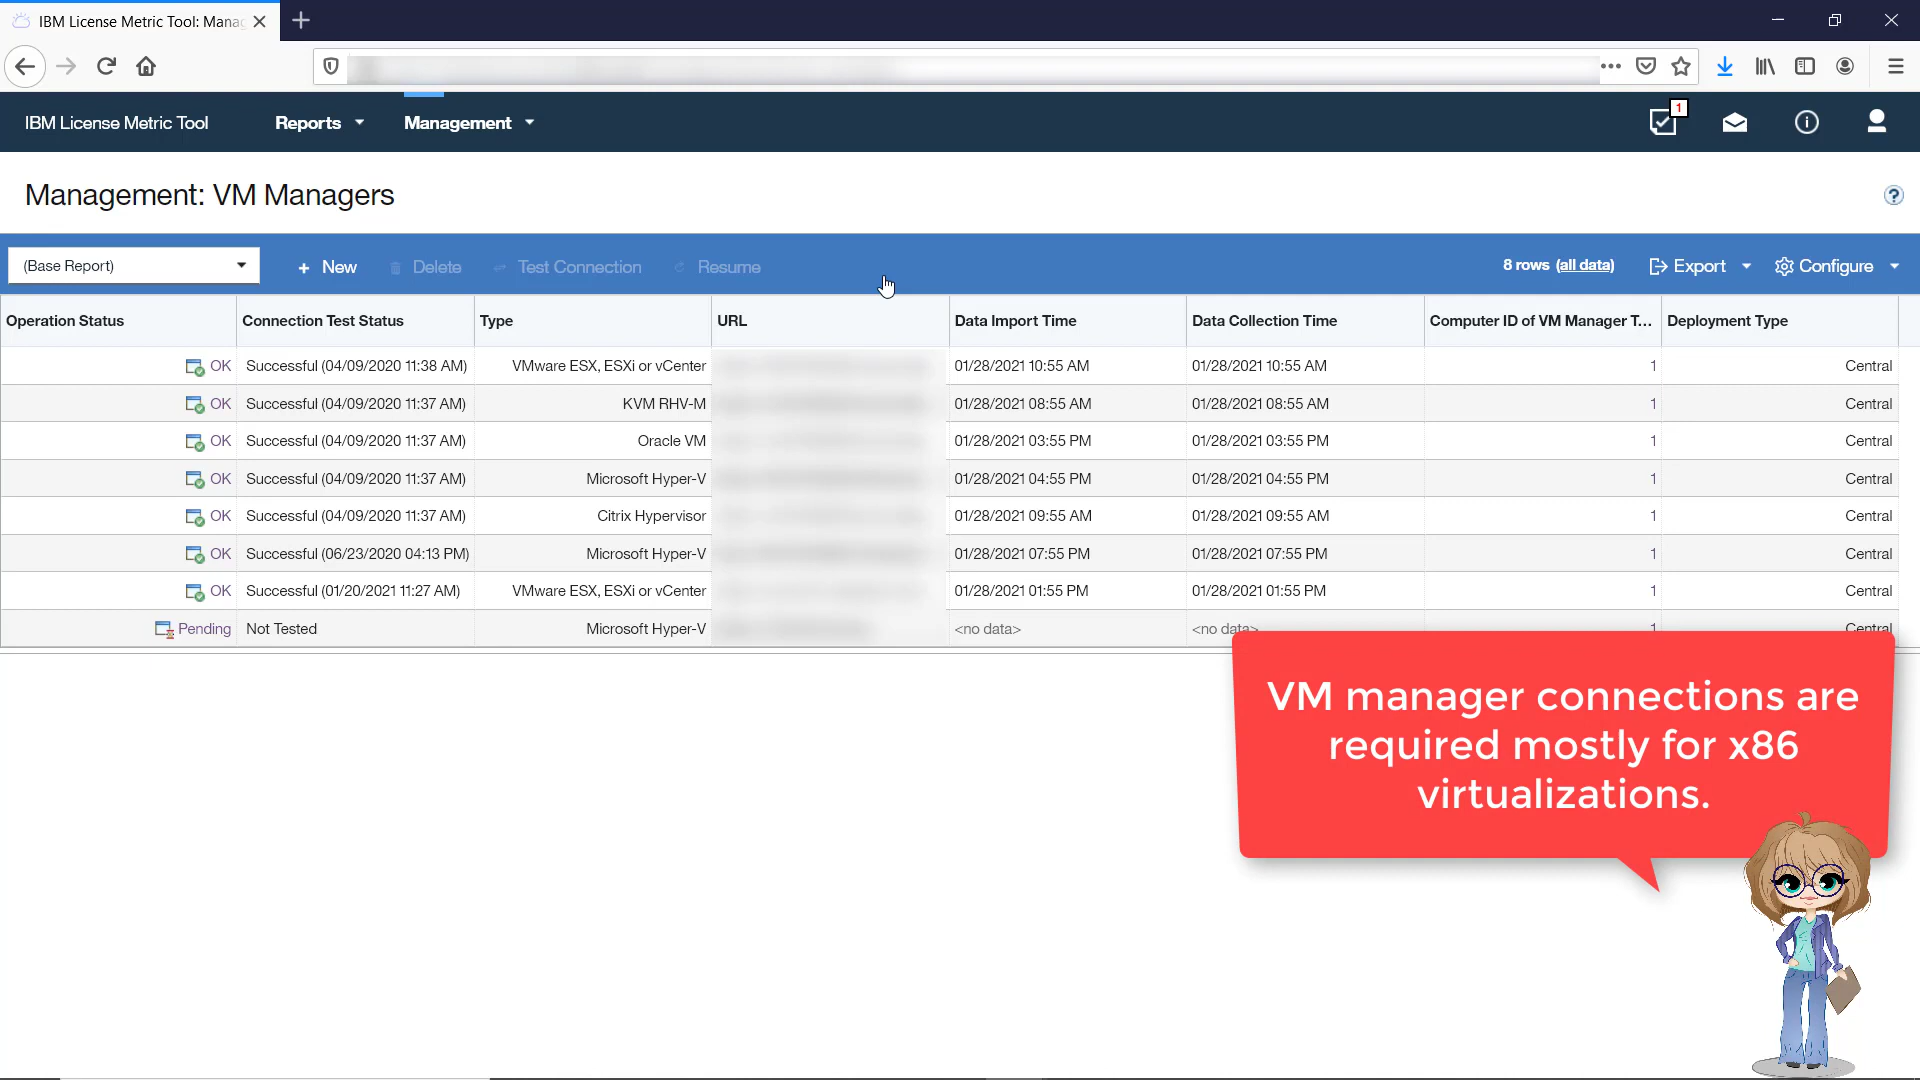 IBM License Metric Tool: Mana
IBM License Metric Tool Reports Management 1
Management: VM Managers ?
(Base Report) + New Delete Test Connection Resume 8 rows (all data) Export Configure
Operation Status Connection Test Status Type URL Data Import Time Data Collection Time Computer ID of VM Manager T... Deployment Type
OK Successful (04/09/2020 11:38 AM) VMware ESX, ESXi or vCenter 01/28/2021 10:55 AM 01/28/2021 10:55 AM 1 Central
OK Successful (04/09/2020 11:37 AM) KVM RHV-M 01/28/2021 08:55 AM 01/28/2021 08:55 AM 1 Central
OK Successful (04/09/2020 11:37 AM) Oracle VM 01/28/2021 03:55 PM 01/28/2021 03:55 PM 1 Central
OK Successful (04/09/2020 11:37 AM) Microsoft Hyper-V 01/28/2021 04:55 PM 01/28/2021 04:55 PM 1 Central
OK Successful (04/09/2020 11:37 AM) Citrix Hypervisor 01/28/2021 09:55 AM 01/28/2021 09:55 AM 1 Central
OK Successful (06/23/2020 04:13 PM) Microsoft Hyper-V 01/28/2021 07:55 PM 01/28/2021 07:55 PM 1 Central
OK Successful (01/20/2021 11:27 AM) VMware ESX, ESXi or vCenter 01/28/2021 01:55 PM 01/28/2021 01:55 PM 1 Central
Pending Not Tested Microsoft Hyper-V <no data> <no data> 1 Central
VM manager connections are
required mostly for x86
virtualizations.